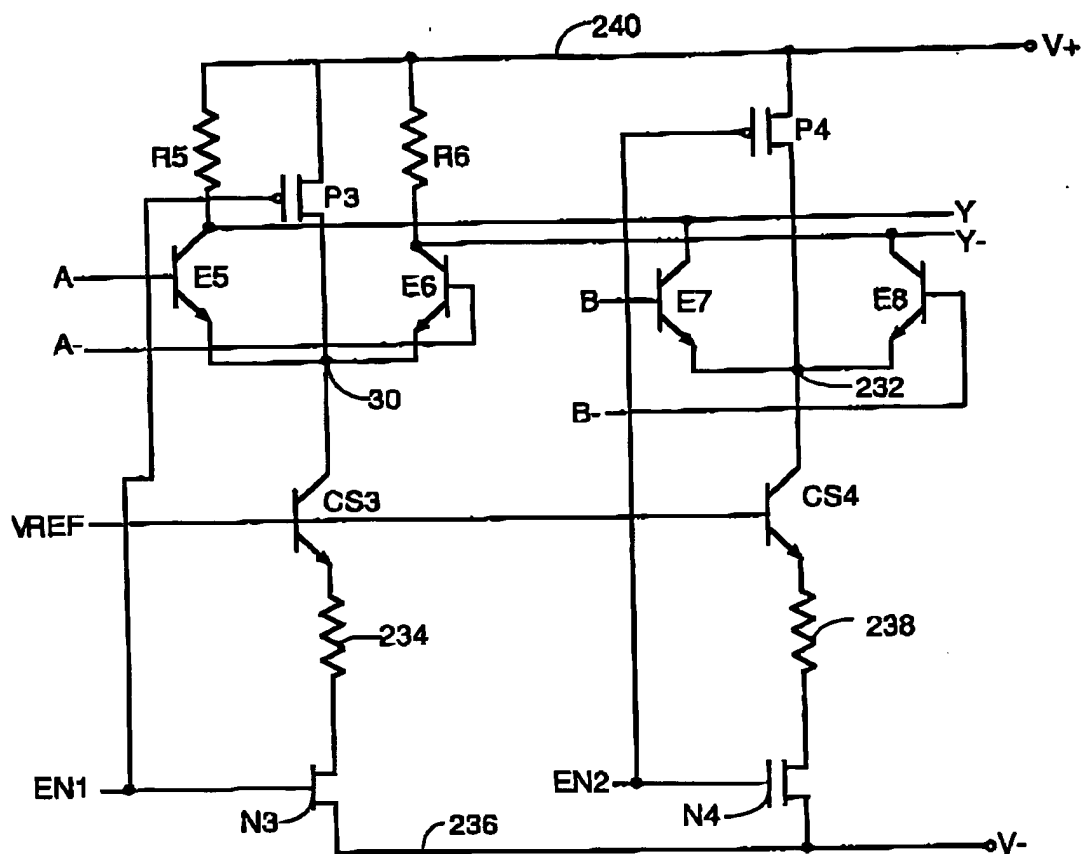 240
V+
R5
P3
R6
P4
Y
Y-
A
E5
E6
B
E7
E8
A-
30
232
B-
CS3
CS4
VREF
234
238
EN1
EN2
N3
N4
236
V-